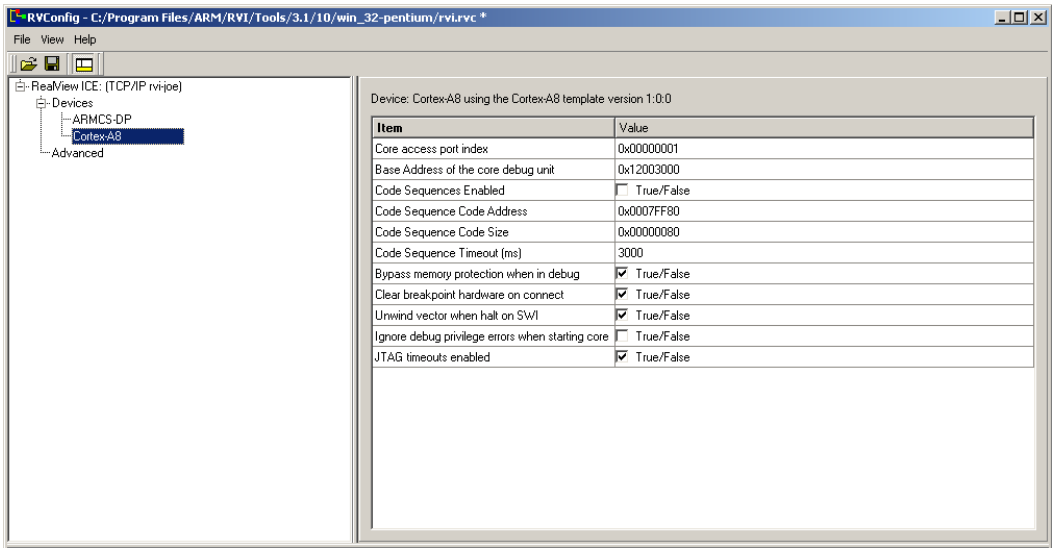 RVConfig - C:/Program Files/ARM/RVI/Tools/3.1/10/win_32-pentium/rvi.rvc *
File View Help
RealView ICE: (TCP/IP rvi-joe)
Devices
ARMCS-DP
Cortex-A8
Advanced
Device: Cortex-A8 using the Cortex-A8 template version 1:0:0
Item Value
Core access port index 0x00000001
Base Address of the core debug unit 0x12003000
Code Sequences Enabled True/False
Code Sequence Code Address 0x0007FF80
Code Sequence Code Size 0x00000080
Code Sequence Timeout (ms) 3000
Bypass memory protection when in debug True/False
Clear breakpoint hardware on connect True/False
Unwind vector when halt on SWI True/False
Ignore debug privilege errors when starting core True/False
JTAG timeouts enabled True/False